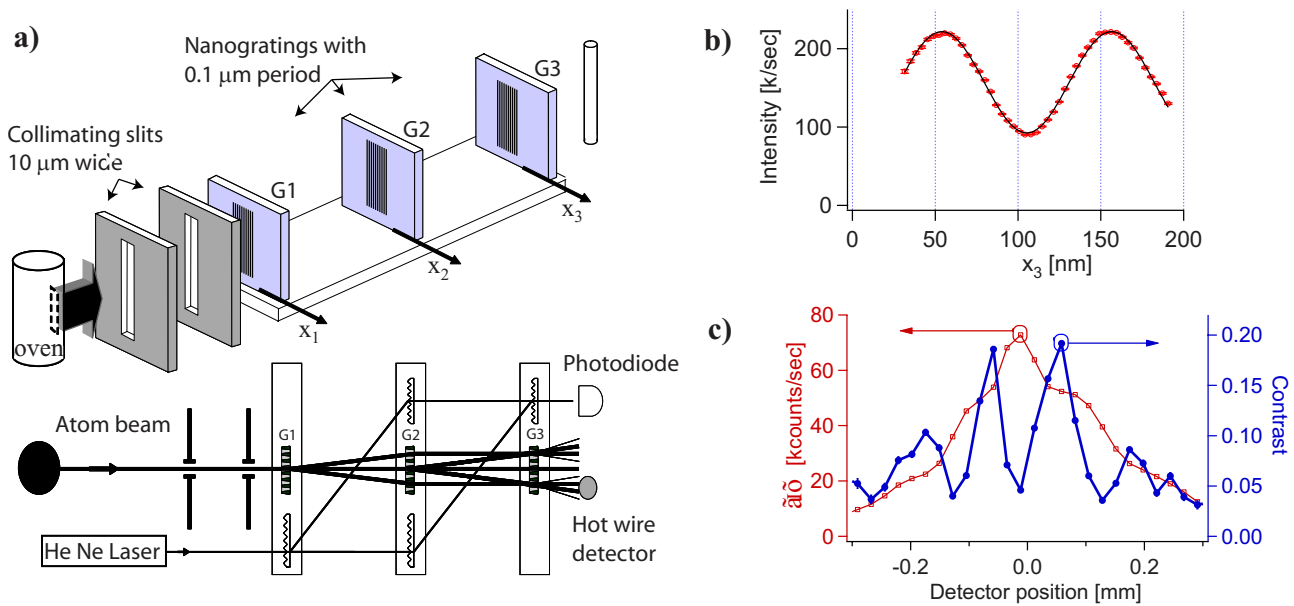 a)
Nanogratings with
0.1 μm period
G3
G2
G1
Collimating slits
10 μm wide
x₃
x₂
x₁
oven
Photodiode
Atom beam
G1
G2
G3
He Ne Laser
Hot wire
detector
b)
Intensity [k/sec]
200
100
0
0
50
100
150
200
x₃ [nm]
c)
ãIõ [kcounts/sec]
80
60
40
20
0
0.20
0.15
0.10
0.05
0.00
Contrast
-0.2
0.0
0.2
Detector position [mm]